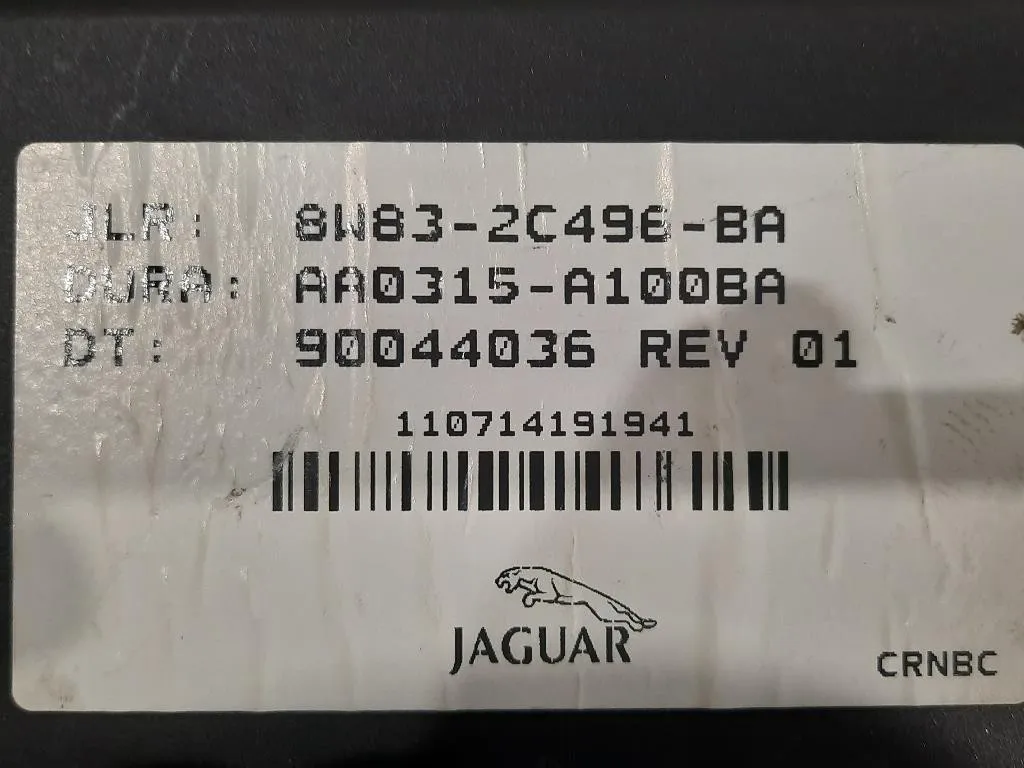 JLR: 8W83-2C496-BA
DURA: AA0315-A100BA
DT: 90044036 REV 01
110714191941
JAGUAR
CRNBC